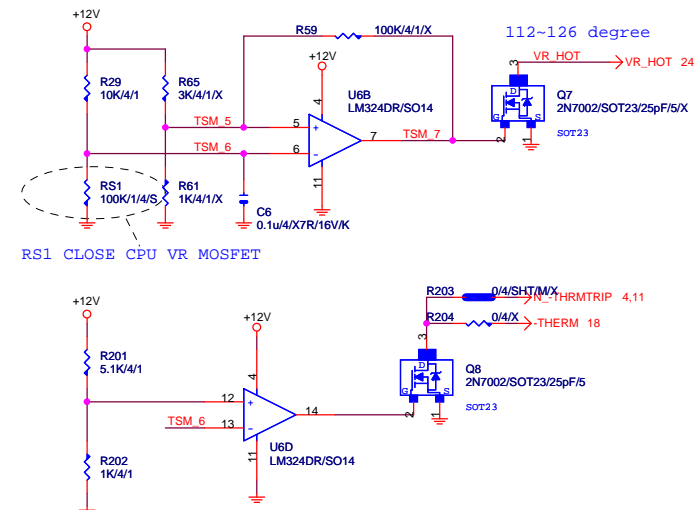 +12V
R59
100K/4/1/X
112~126 degree
+12V
VR_HOT
VR_HOT 24
3
R29
10K/4/1
R65
3K/4/1/X
U6B
LM324DR/SO14
D
G
S
Q7
2N7002/SOT23/25pF/5/X
SOT23
4
TSM_5
5
+
7
TSM_7
TSM_6
6
-
2
1
11
RS1
100K/1/4/S
R61
1K/4/1/X
C6
0.1u/4/X7R/16V/K
RS1 CLOSE CPU VR MOSFET
+12V
+12V
R203
0/4/SHT/M/X
N_-THRMTRIP 4,11
R204
0/4/X
-THERM 18
3
R201
5.1K/4/1
4
D
G
S
Q8
2N7002/SOT23/25pF/5
SOT23
12
+
14
TSM_6
13
-
2
1
11
U6D
LM324DR/SO14
R202
1K/4/1